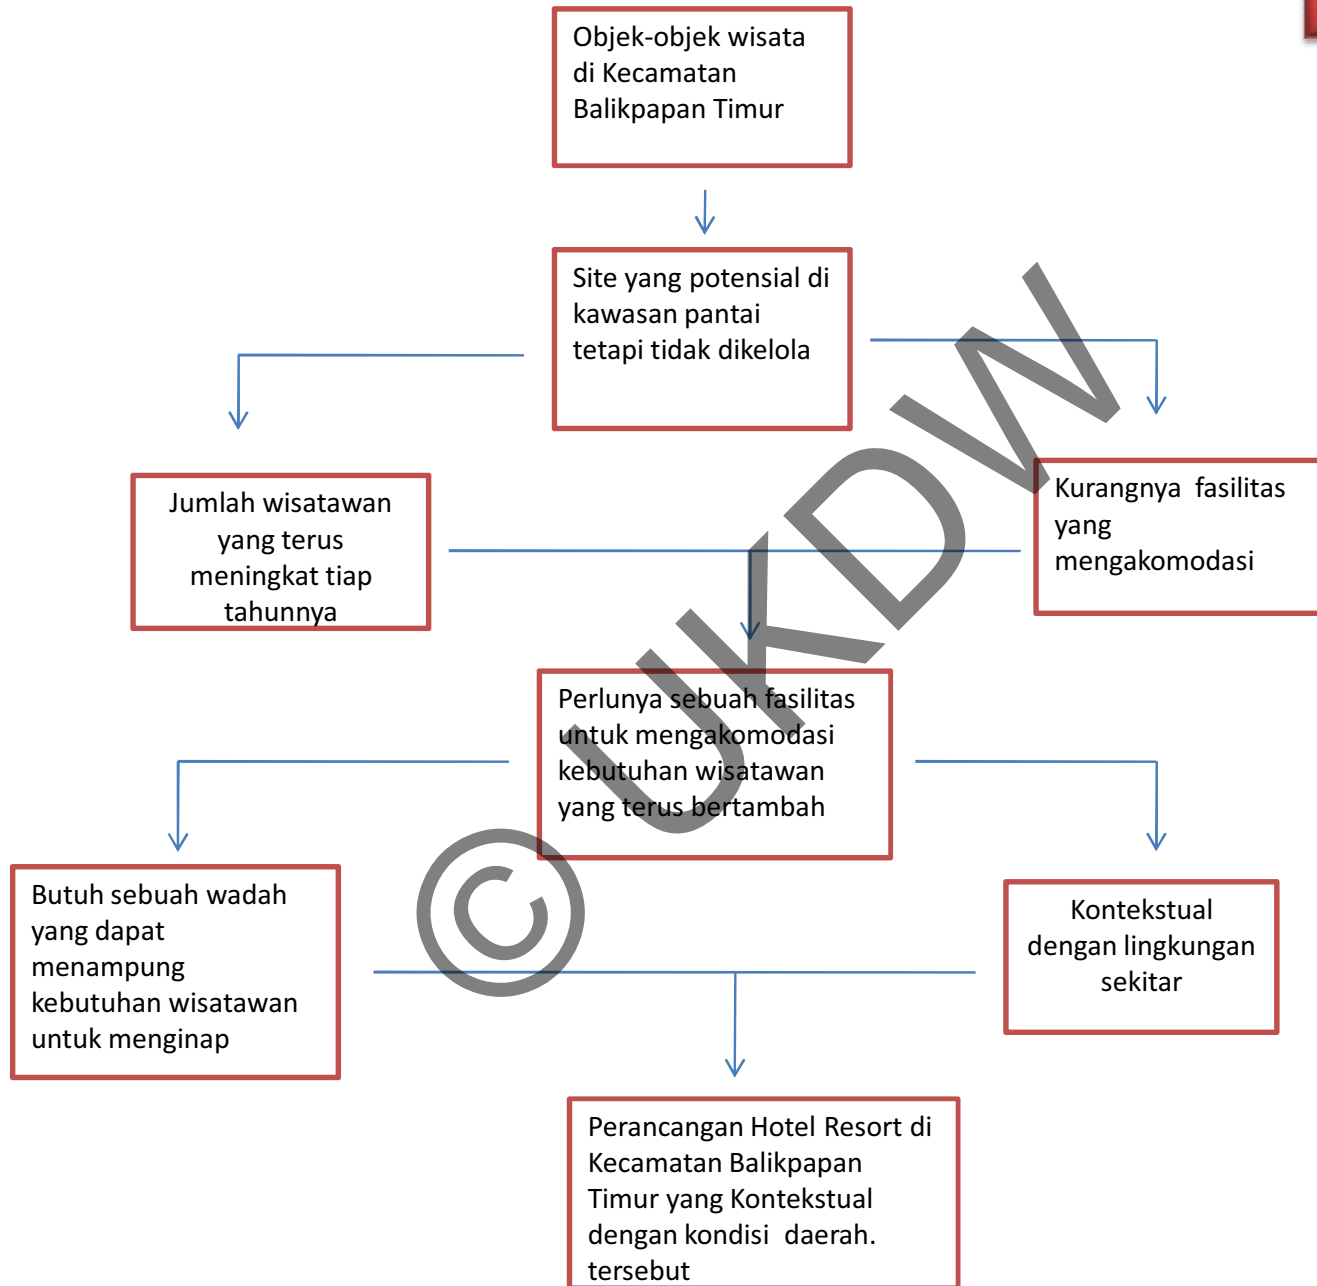 Objek-objek wisata
di Kecamatan
Balikpapan Timur
Site yang potensial di
kawasan pantai
tetapi tidak dikelola
Jumlah wisatawan
yang terus
meningkat tiap
tahunnya
Kurangnya fasilitas
yang
mengakomodasi
Perlunya sebuah fasilitas
untuk mengakomodasi
kebutuhan wisatawan
yang terus bertambah
Butuh sebuah wadah
yang dapat
menampung
kebutuhan wisatawan
untuk menginap
Kontekstual
dengan lingkungan
sekitar
Perancangan Hotel Resort di
Kecamatan Balikpapan
Timur yang Kontekstual
dengan kondisi daerah.
tersebut
© UKDW